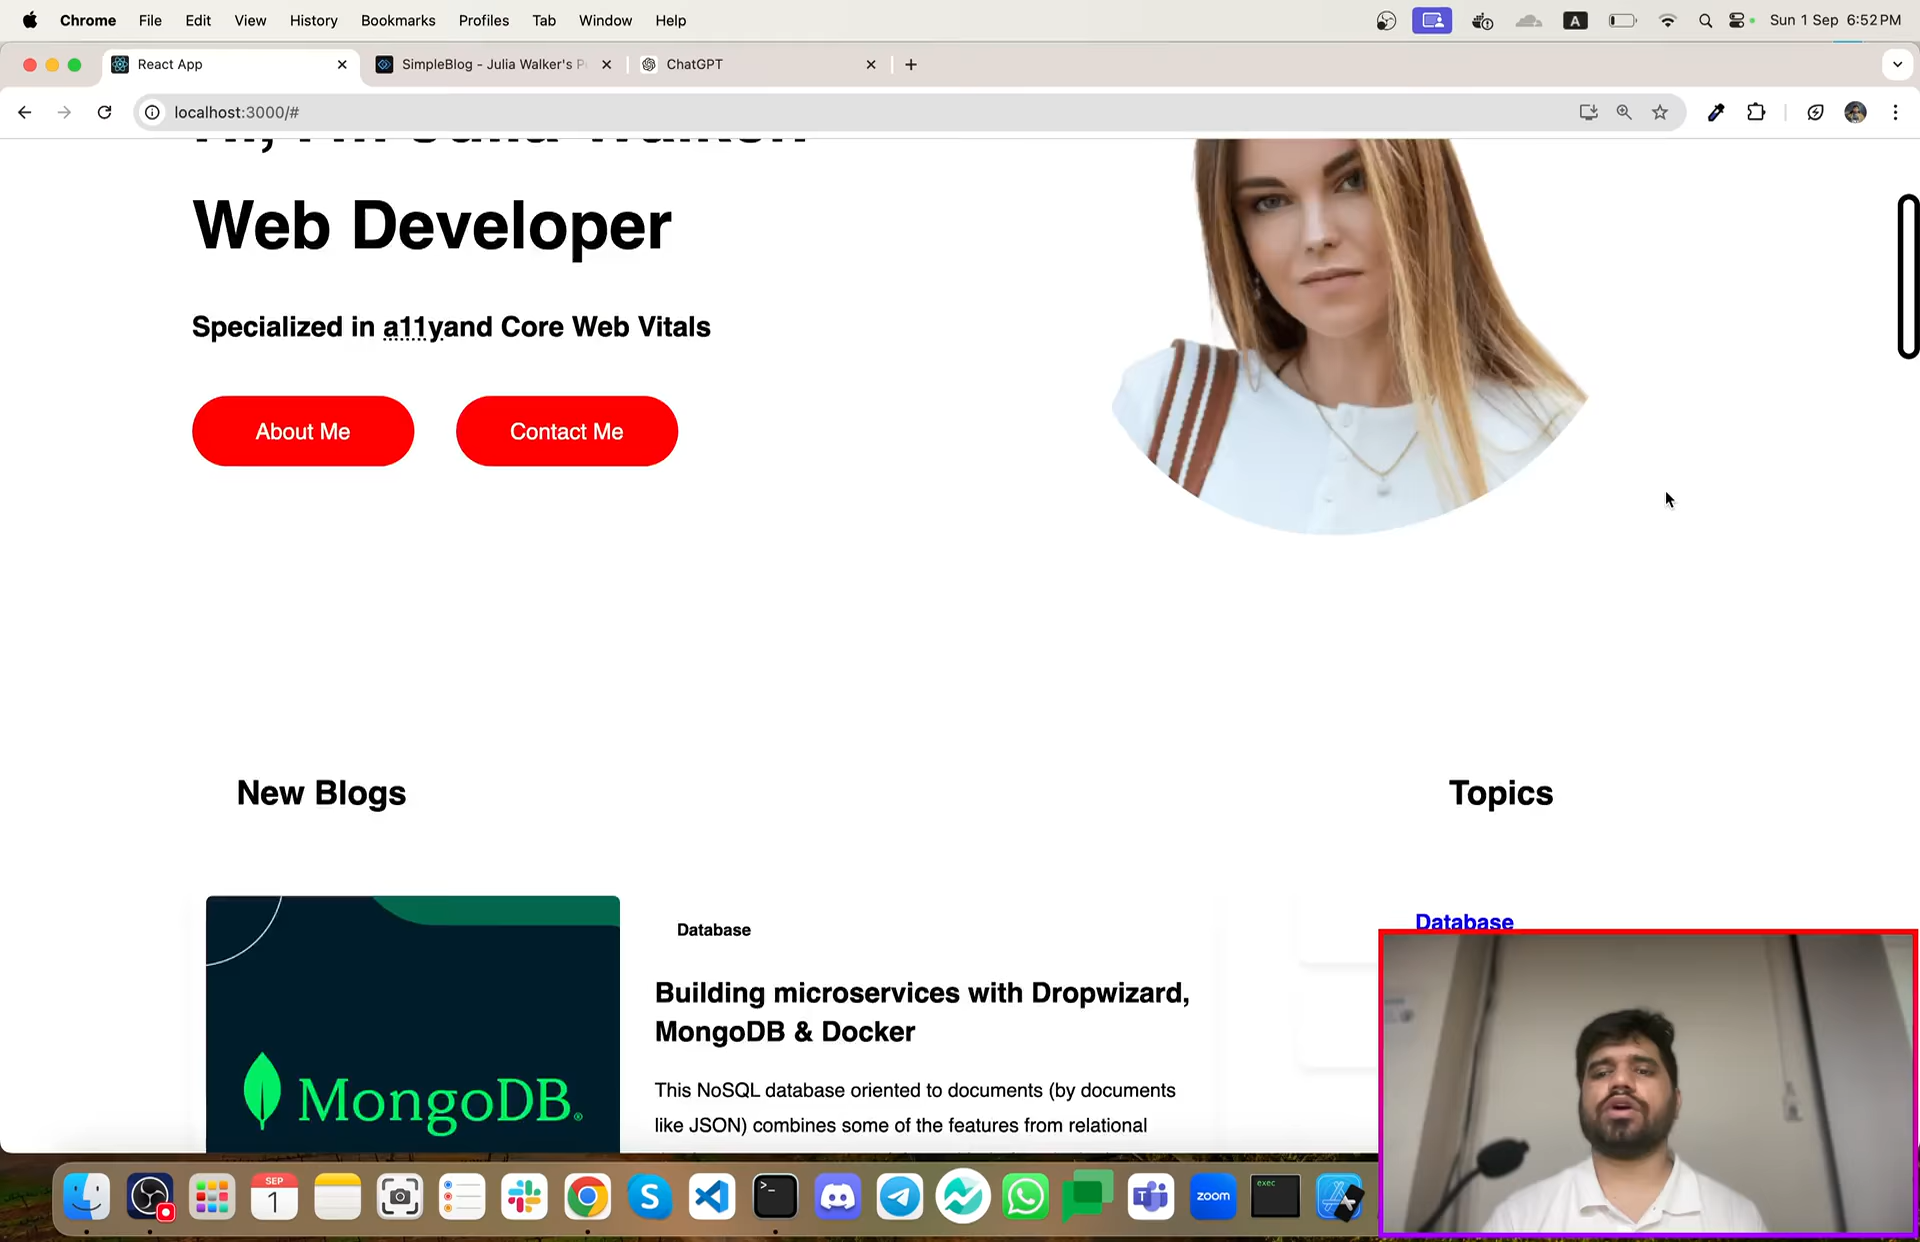 Chrome File Edit View History Bookmarks Profiles Tab Window Help A Sun 1 Sep 6:52 PM
React App SimpleBlog - Julia Walker's ChatGPT
localhost:3000/#
Hi, I'm Julia Walker!
Web Developer
Specialized in a11yand Core Web Vitals
About Me Contact Me
New Blogs Topics
Database Database
Building microservices with Dropwizard,
MongoDB & Docker
This NoSQL database oriented to documents (by documents
like JSON) combines some of the features from relational
MongoDB®
SEP
1
S
zoom
exec